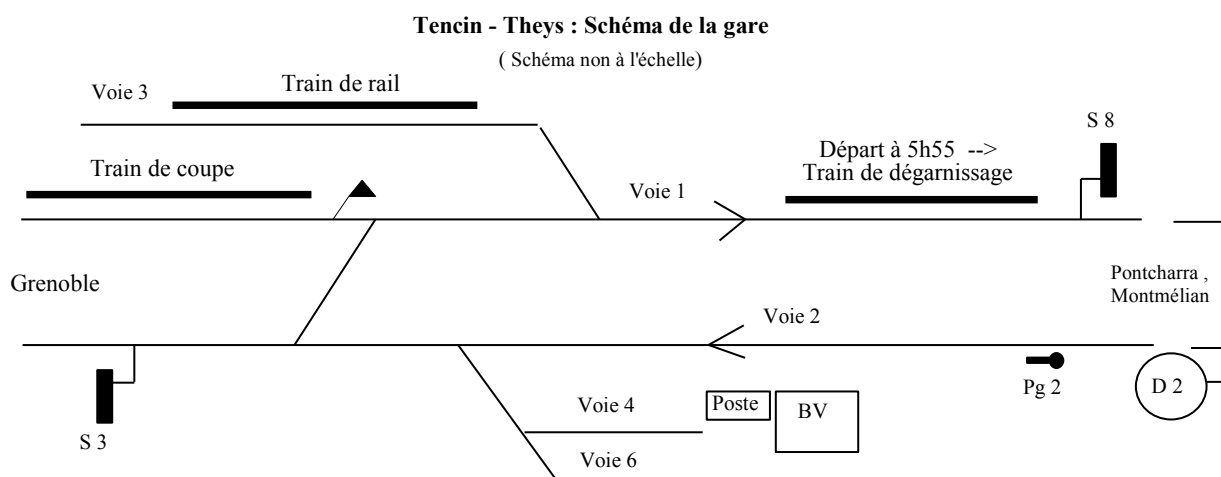 Tencin - Theys : Schéma de la gare
( Schéma non à l'échelle)
Voie 3
Train de rail
S 8
Train de coupe
Départ à 5h55 -->
Train de dégarnissage
Voie 1
Grenoble
Pontcharra ,
Montmélian
Voie 2
Pg 2
D 2
S 3
Voie 4
Poste
BV
Voie 6